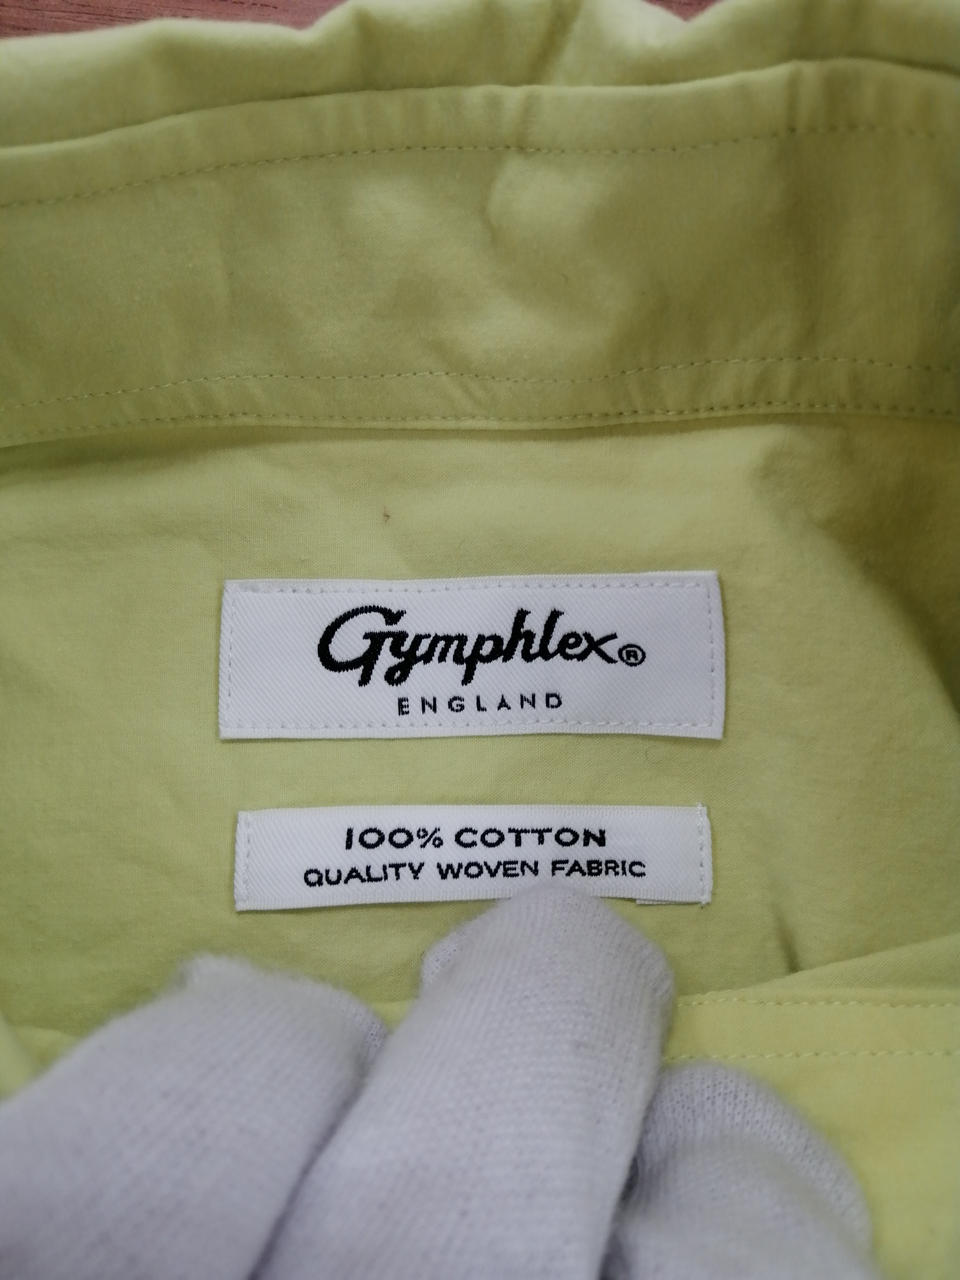 Gymphlex®
ENGLAND
100% COTTON
QUALITY WOVEN FABRIC